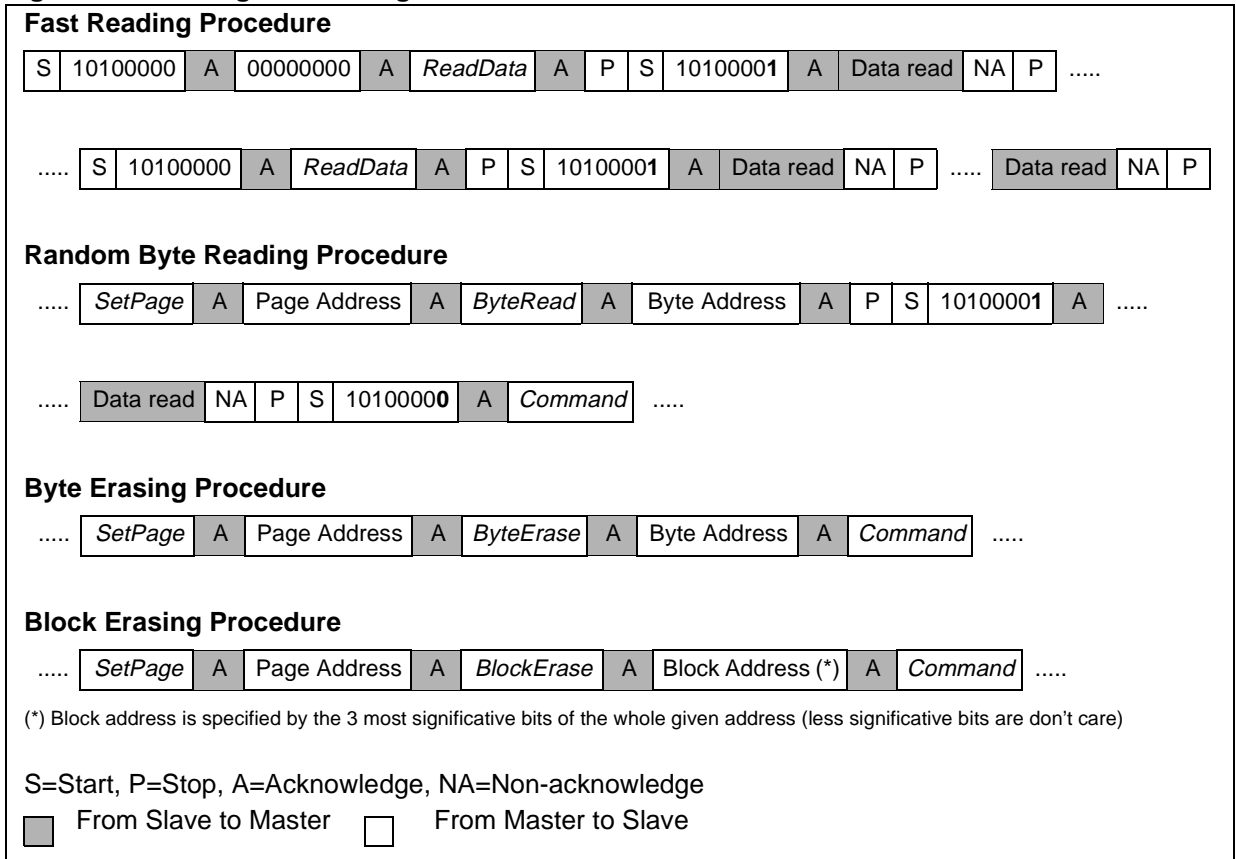 Fast Reading Procedure
S 10100000 A 00000000 A ReadData A P S 10100001 A Data read NA P .....
..... S 10100000 A ReadData A P S 10100001 A Data read NA P ..... Data read NA P
Random Byte Reading Procedure
..... SetPage A Page Address A ByteRead A Byte Address A P S 10100001 A .....
..... Data read NA P S 10100000 A Command .....
Byte Erasing Procedure
..... SetPage A Page Address A ByteErase A Byte Address A Command .....
Block Erasing Procedure
..... SetPage A Page Address A BlockErase A Block Address (*) A Command .....
(*) Block address is specified by the 3 most significative bits of the whole given address (less significative bits are don't care)
S=Start, P=Stop, A=Acknowledge, NA=Non-acknowledge
From Slave to Master From Master to Slave